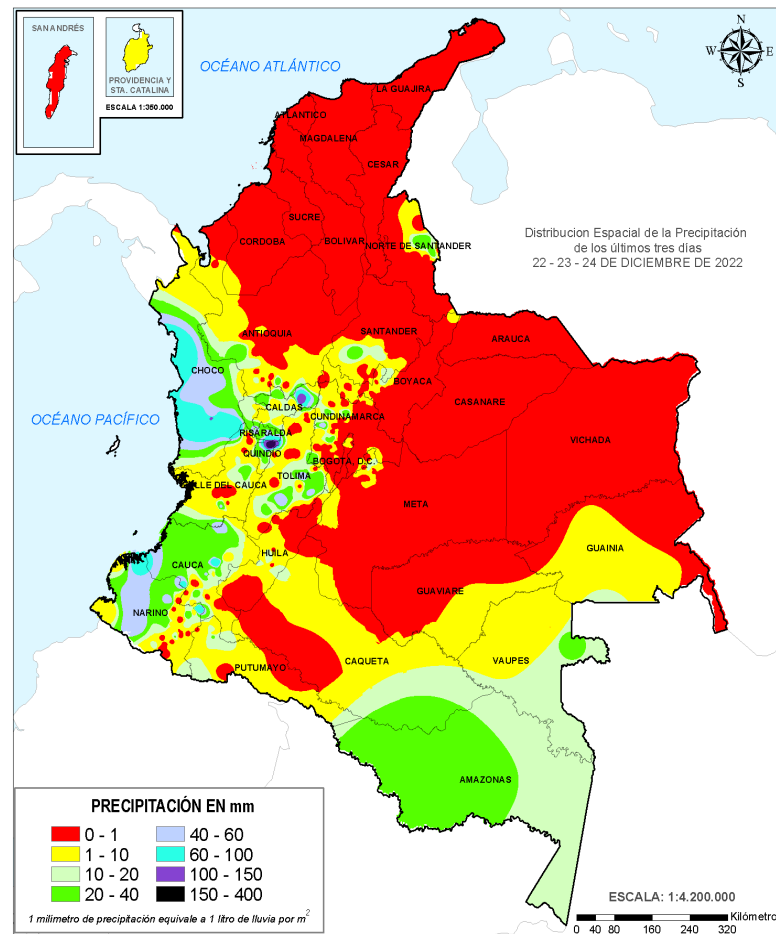 SAN ANDRÉS
PROVIDENCIA Y
STA. CATALINA
ESCALA 1:350.000
OCÉANO ATLÁNTICO
N
W
E
S
LA GUAJIRA
ATLANTICO
MAGDALENA
CESAR
SUCRE
CORDOBA
BOLIVAR
NORTE DE SANTANDER
Distribucion Espacial de la Precipitación
de los últimos tres días
22 - 23 - 24 DE DICIEMBRE DE 2022
ANTIOQUIA
SANTANDER
ARAUCA
CHOCO
BOYACA
CASANARE
CALDAS
CUNDINAMARCA
OCÉANO PACÍFICO
RISARALDA
VICHADA
QUINDIO
BOGOTA, D.C.
TOLIMA
LLE DEL CAUCA
META
HUILA
GUAINIA
CAUCA
GUAVIARE
NARIÑO
CAQUETA
VAUPES
PUTUMAYO
AMAZONAS
PRECIPITACIÓN EN mm
0 - 1
40 - 60
1 - 10
60 - 100
10 - 20
100 - 150
20 - 40
150 - 400
1 milimetro de precipitación equivale a 1 litro de lluvia por m2
ESCALA: 1:4.200.000
0 40 80 160 240 320
Kilómetro